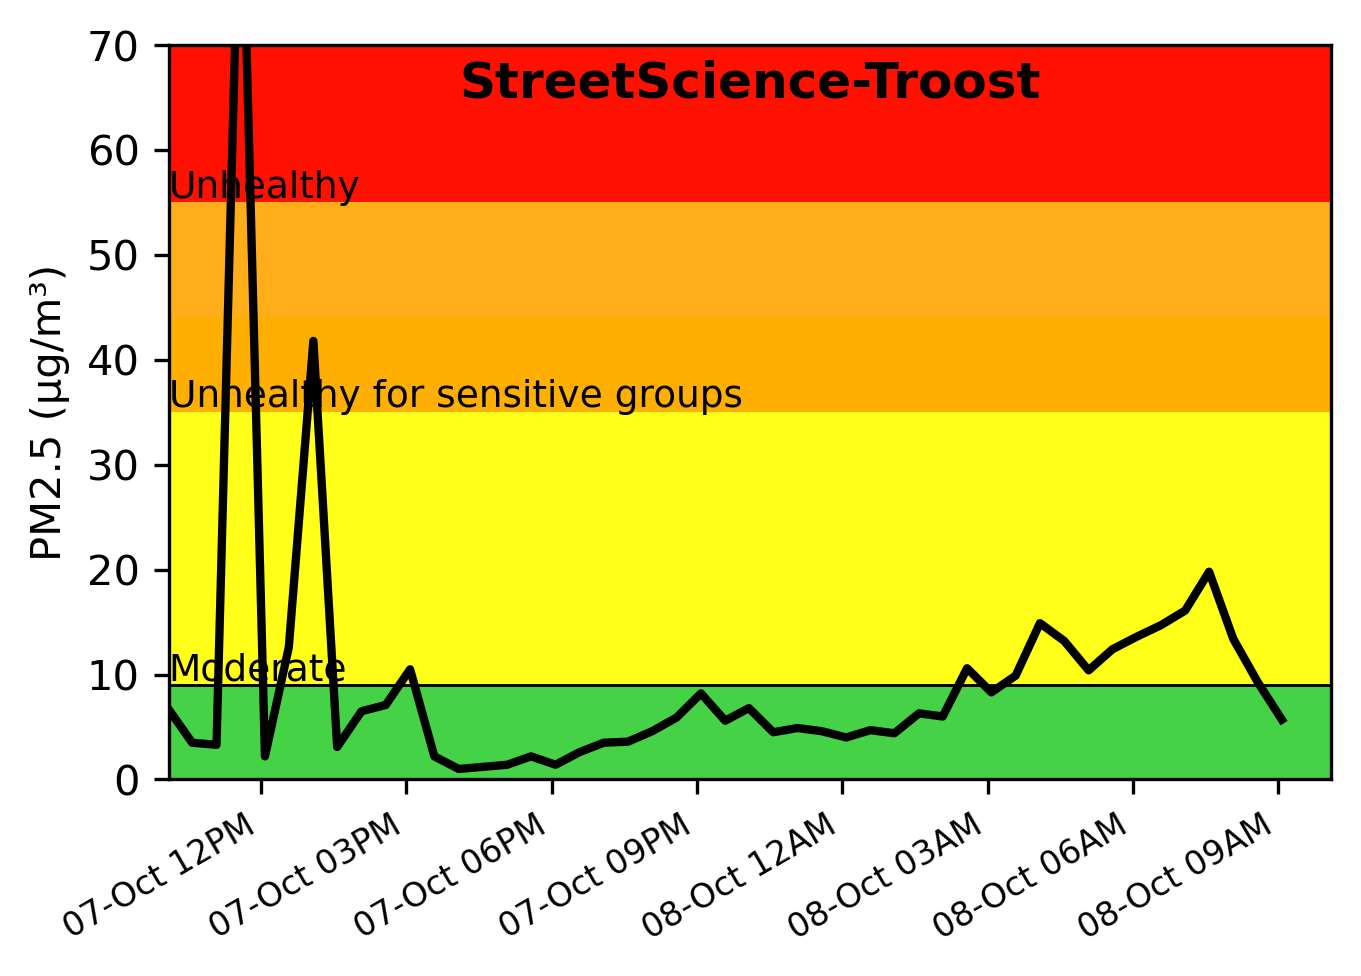 StreetScience-Troost
PM2.5 (µg/m³)
70
60
50
40
30
20
10
0
Unhealthy
Unhealthy for sensitive groups
Moderate
07-Oct 12PM
07-Oct 03PM
07-Oct 06PM
07-Oct 09PM
08-Oct 12AM
08-Oct 03AM
08-Oct 06AM
08-Oct 09AM